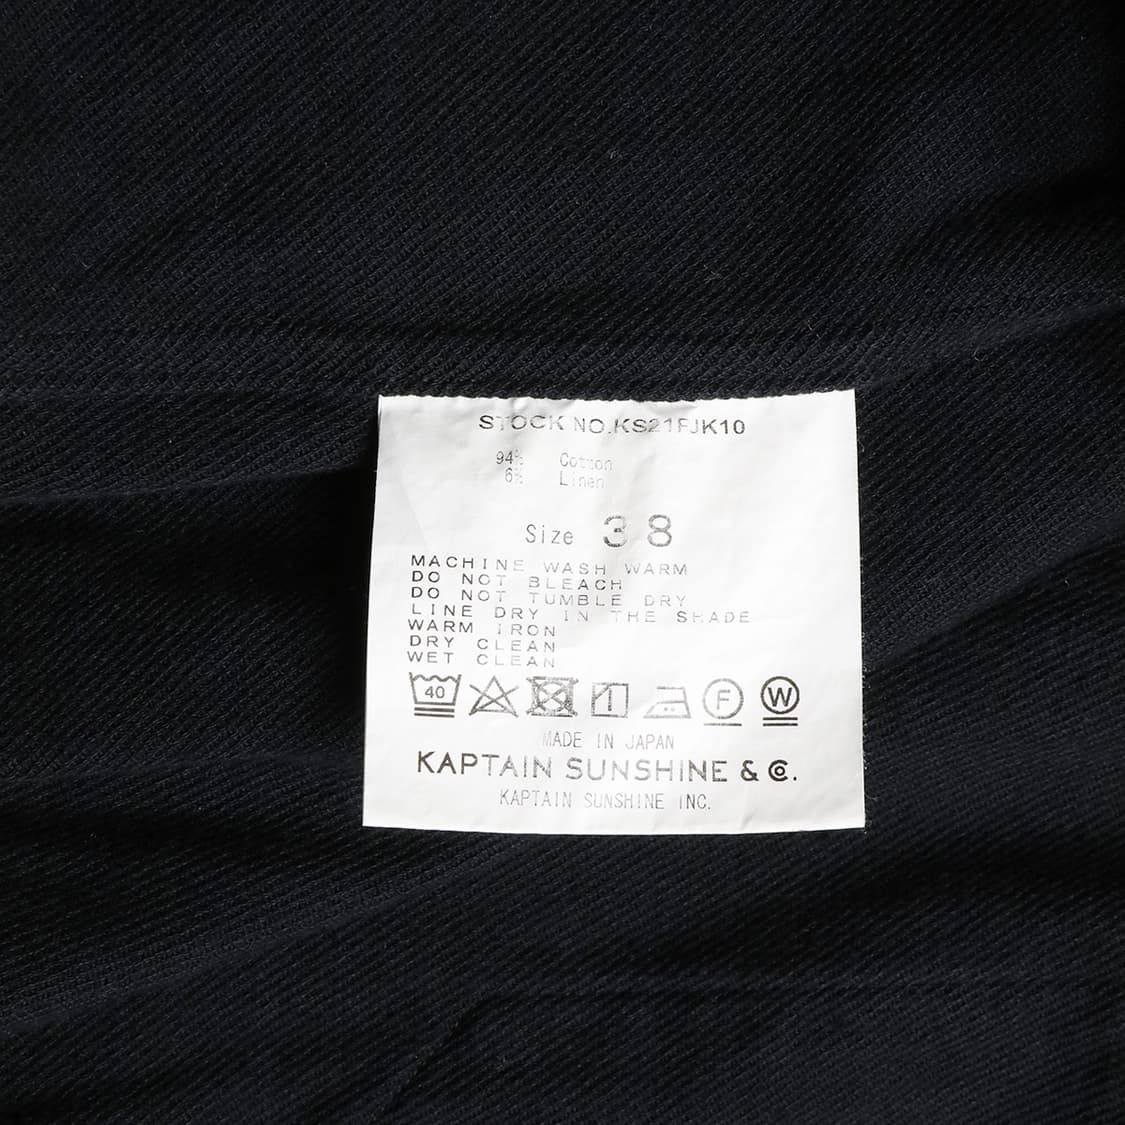 STOCK NO.KS21FJK10
94% Cotton
6% Linen
Size 38
MACHINE WASH WARM
DO NOT BLEACH
DO NOT TUMBLE DRY
LINE DRY IN THE SHADE
WARM IRON
DRY CLEAN
WET CLEAN
40 F W
MADE IN JAPAN
KAPTAIN SUNSHINE & Co.
KAPTAIN SUNSHINE INC.